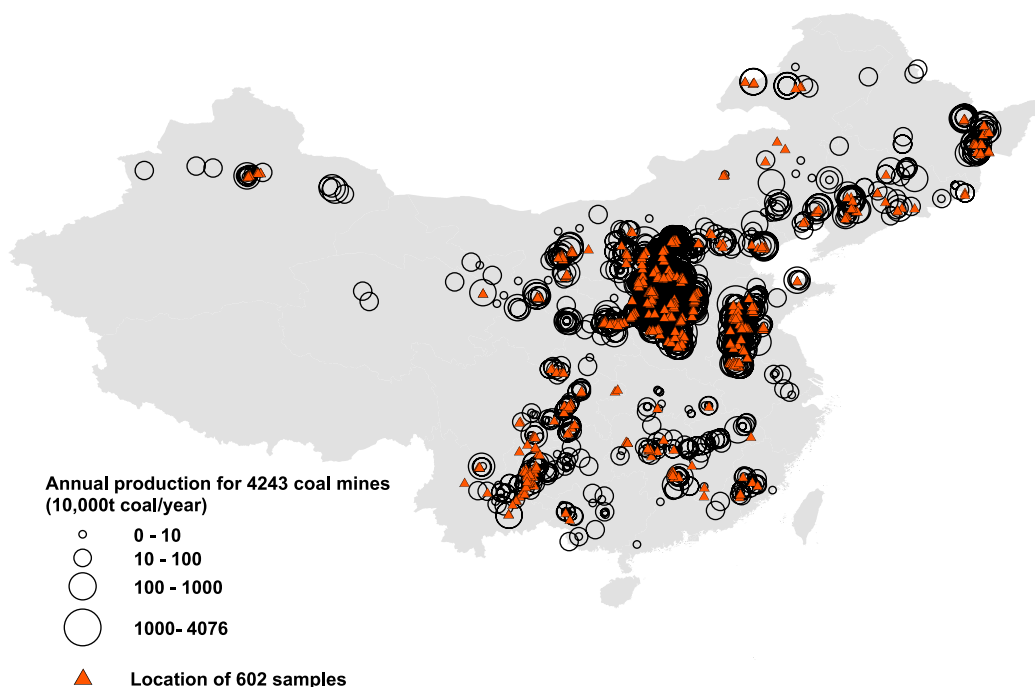 Annual production for 4243 coal mines
(10,000t coal/year)
0 - 10
10 - 100
100 - 1000
1000- 4076
Location of 602 samples